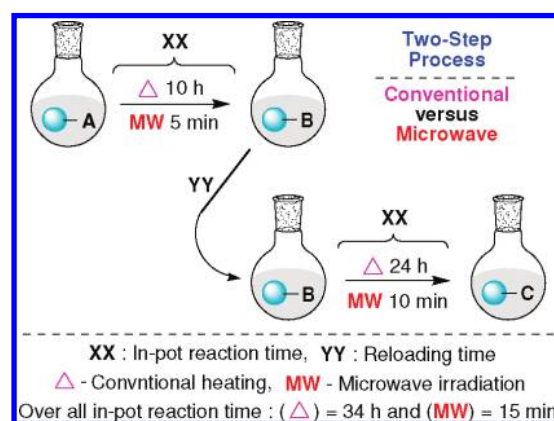 XX
Two-Step
Process
△ 10 h
A
B
MW 5 min
Conventional
versus
Microwave
YY
XX
△ 24 h
B
C
MW 10 min
XX : In-pot reaction time, YY : Reloading time
△ - Convntional heating, MW - Microwave irradiation
Over all in-pot reaction time : (△) = 34 h and (MW) = 15 min